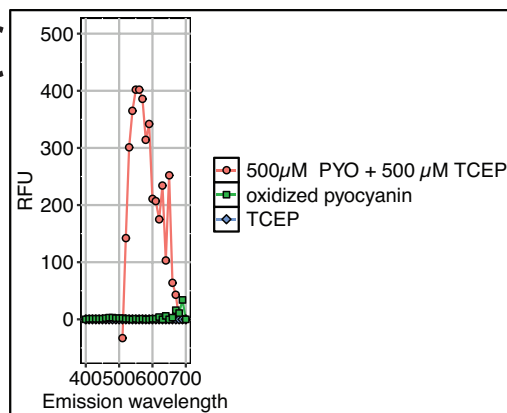 500
400
300
200
100
0
RFU
400500600700
Emission wavelength
500µM PYO + 500 µM TCEP
oxidized pyocyanin
TCEP